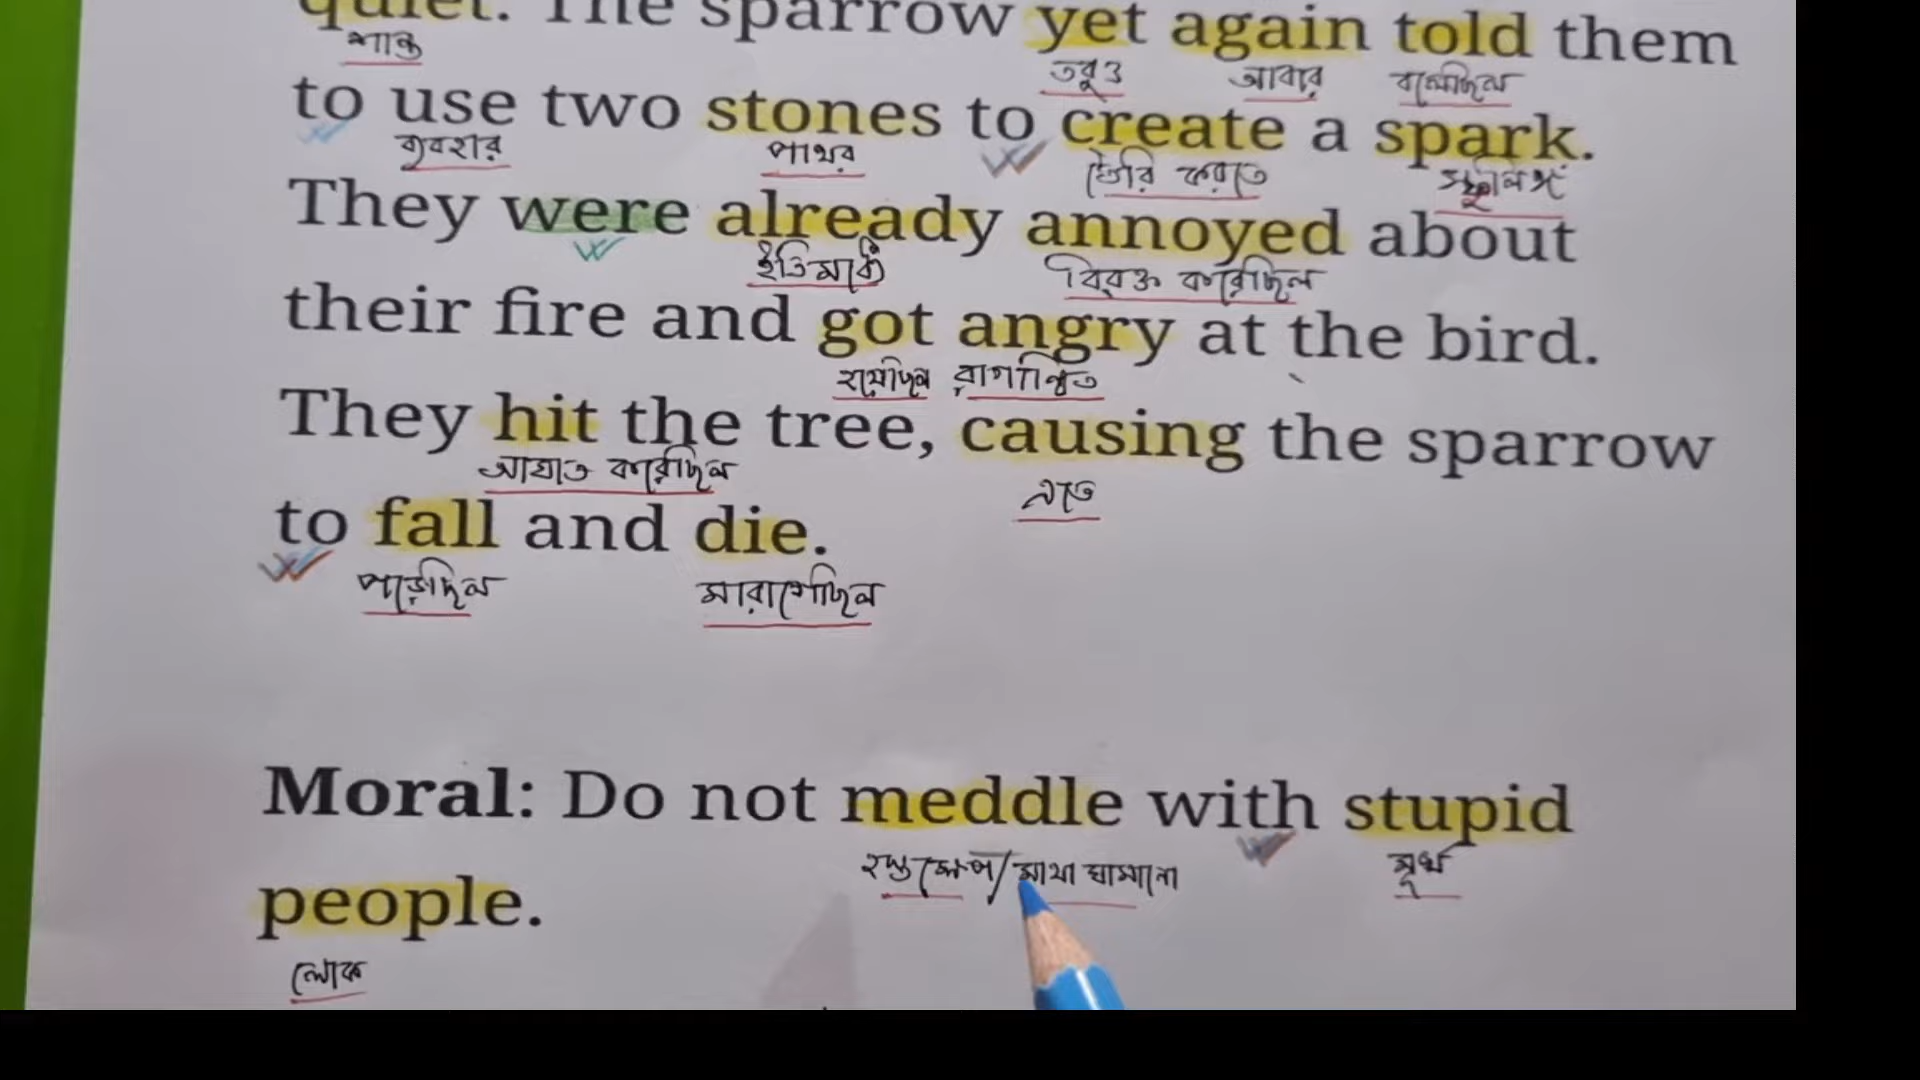 quiet. The sparrow yet again told them
শান্ত তবুও আবার বলেছিল
to use two stones to create a spark.
ব্যবহার পাথর তৈরি করতে স্ফুলিঙ্গ
They were already annoyed about
ইতিমধ্যে বিরক্ত করেছিল
their fire and got angry at the bird.
হয়েছিল রাগান্বিত
They hit the tree, causing the sparrow
আঘাত করেছিল এতে
to fall and die.
পড়েছিল মারাগেছিল
Moral: Do not meddle with stupid
হস্তক্ষেপ/মাথা ঘামানো মূর্খ
people.
লোক